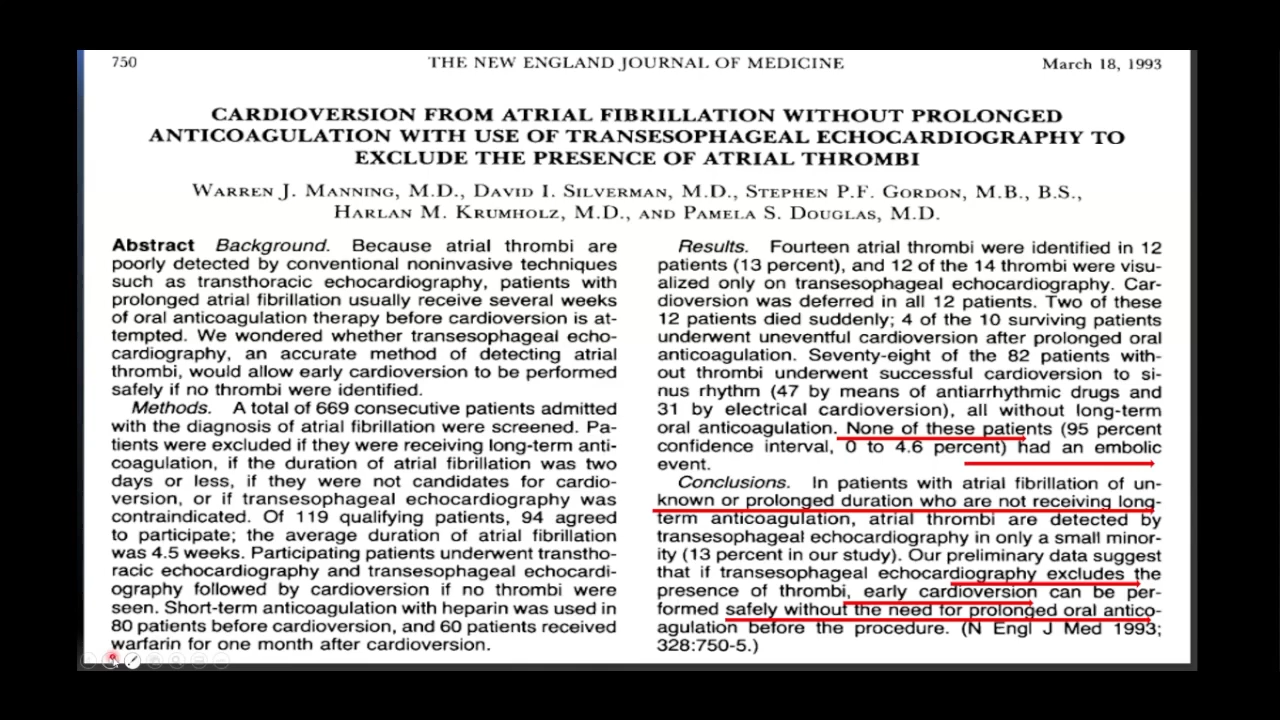 750 THE NEW ENGLAND JOURNAL OF MEDICINE March 18, 1993
CARDIOVERSION FROM ATRIAL FIBRILLATION WITHOUT PROLONGED
ANTICOAGULATION WITH USE OF TRANSESOPHAGEAL ECHOCARDIOGRAPHY TO
EXCLUDE THE PRESENCE OF ATRIAL THROMBI
WARREN J. MANNING, M.D., DAVID I. SILVERMAN, M.D., STEPHEN P.F. GORDON, M.B., B.S.,
HARLAN M. KRUMHOLZ, M.D., AND PAMELA S. DOUGLAS, M.D.
Abstract Background. Because atrial thrombi are
poorly detected by conventional noninvasive techniques
such as transthoracic echocardiography, patients with
prolonged atrial fibrillation usually receive several weeks
of oral anticoagulation therapy before cardioversion is at-
tempted. We wondered whether transesophageal echo-
cardiography, an accurate method of detecting atrial
thrombi, would allow early cardioversion to be performed
safely if no thrombi were identified.
Methods. A total of 669 consecutive patients admitted
with the diagnosis of atrial fibrillation were screened. Pa-
tients were excluded if they were receiving long-term anti-
coagulation, if the duration of atrial fibrillation was two
days or less, if they were not candidates for cardio-
version, or if transesophageal echocardiography was
contraindicated. Of 119 qualifying patients, 94 agreed
to participate; the average duration of atrial fibrillation
was 4.5 weeks. Participating patients underwent transtho-
racic echocardiography and transesophageal echocardi-
ography followed by cardioversion if no thrombi were
seen. Short-term anticoagulation with heparin was used in
80 patients before cardioversion, and 60 patients received
warfarin for one month after cardioversion.
Results. Fourteen atrial thrombi were identified in 12
patients (13 percent), and 12 of the 14 thrombi were visu-
alized only on transesophageal echocardiography. Car-
dioversion was deferred in all 12 patients. Two of these
12 patients died suddenly; 4 of the 10 surviving patients
underwent uneventful cardioversion after prolonged oral
anticoagulation. Seventy-eight of the 82 patients with-
out thrombi underwent successful cardioversion to si-
nus rhythm (47 by means of antiarrhythmic drugs and
31 by electrical cardioversion), all without long-term
oral anticoagulation. None of these patients (95 percent
confidence interval, 0 to 4.6 percent) had an embolic
event.
Conclusions. In patients with atrial fibrillation of un-
known or prolonged duration who are not receiving long-
term anticoagulation, atrial thrombi are detected by
transesophageal echocardiography in only a small minor-
ity (13 percent in our study). Our preliminary data suggest
that if transesophageal echocardiography excludes the
presence of thrombi, early cardioversion can be per-
formed safely without the need for prolonged oral antico-
agulation before the procedure. (N Engl J Med 1993;
328:750-5.)